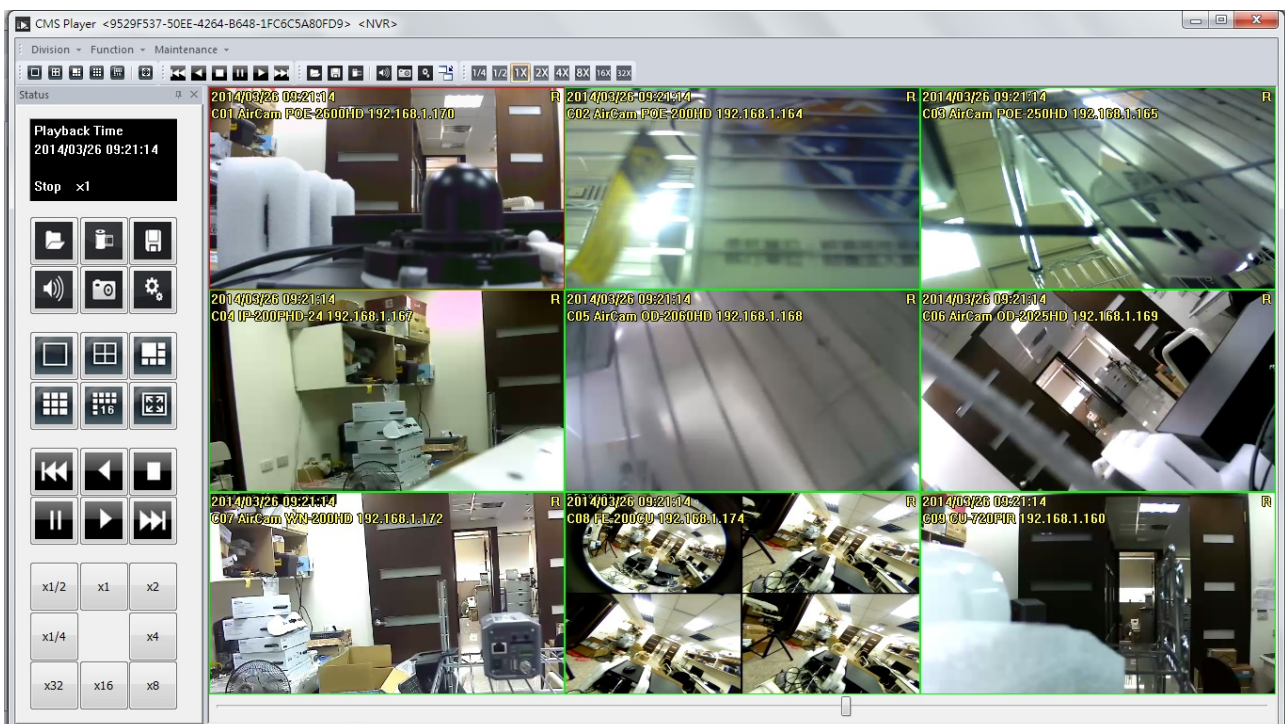 CMS Player <9529F537-50EE-4264-B648-1FC6C5A80FD9> <NVR>
Division Function Maintenance
1/4 1/2 1X 2X 4X 8X 16X 32X
Status
Playback Time
2014/03/26 09:21:14
Stop x1
16
x1/2 x1 x2
x1/4 x4
x32 x16 x8
2014/03/26 09:21:14 R
C01 AirCam POE-2600HD 192.168.1.170
2014/03/26 09:21:14 R
C02 AirCam POE-200HD 192.168.1.164
2014/03/26 09:21:14 R
C03 AirCam POE-250HD 192.168.1.165
2014/03/26 09:21:14 R
C04 IP-200PHD-24 192.168.1.167
2014/03/26 09:21:14 R
C05 AirCam OD-2060HD 192.168.1.168
2014/03/26 09:21:14 R
C06 AirCam OD-2025HD 192.168.1.169
2014/03/26 09:21:14 R
C07 AirCam WN-200HD 192.168.1.172
2014/03/26 09:21:14 R
C08 FE-200CU 192.168.1.174
2014/03/26 09:21:14 R
C09 CU-720PIR 192.168.1.160